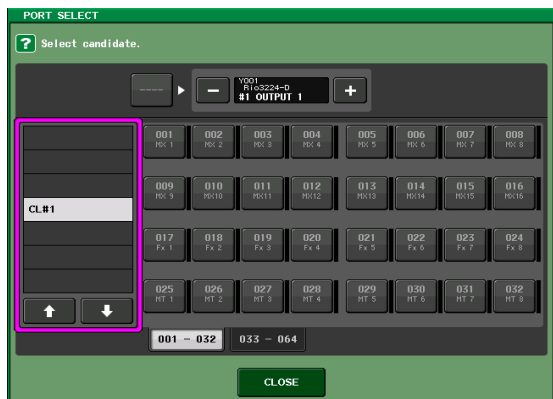 PORT SELECT
? Select candidate.
----
Y001
Rio3224-D
#1 OUTPUT 1
001 002 003 004 005 006 007 008
MX 1 MX 2 MX 3 MX 4 MX 5 MX 6 MX 7 MX 8
009 010 011 012 013 014 015 016
MX 9 MX10 MX11 MX12 MX13 MX14 MX15 MX16
CL#1
017 018 019 020 021 022 023 024
Fx 1 Fx 2 Fx 3 Fx 4 Fx 5 Fx 6 Fx 7 Fx 8
025 026 027 028 029 030 031 032
MT 1 MT 2 MT 3 MT 4 MT 5 MT 6 MT 7 MT 8
001 - 032 033 - 064
CLOSE